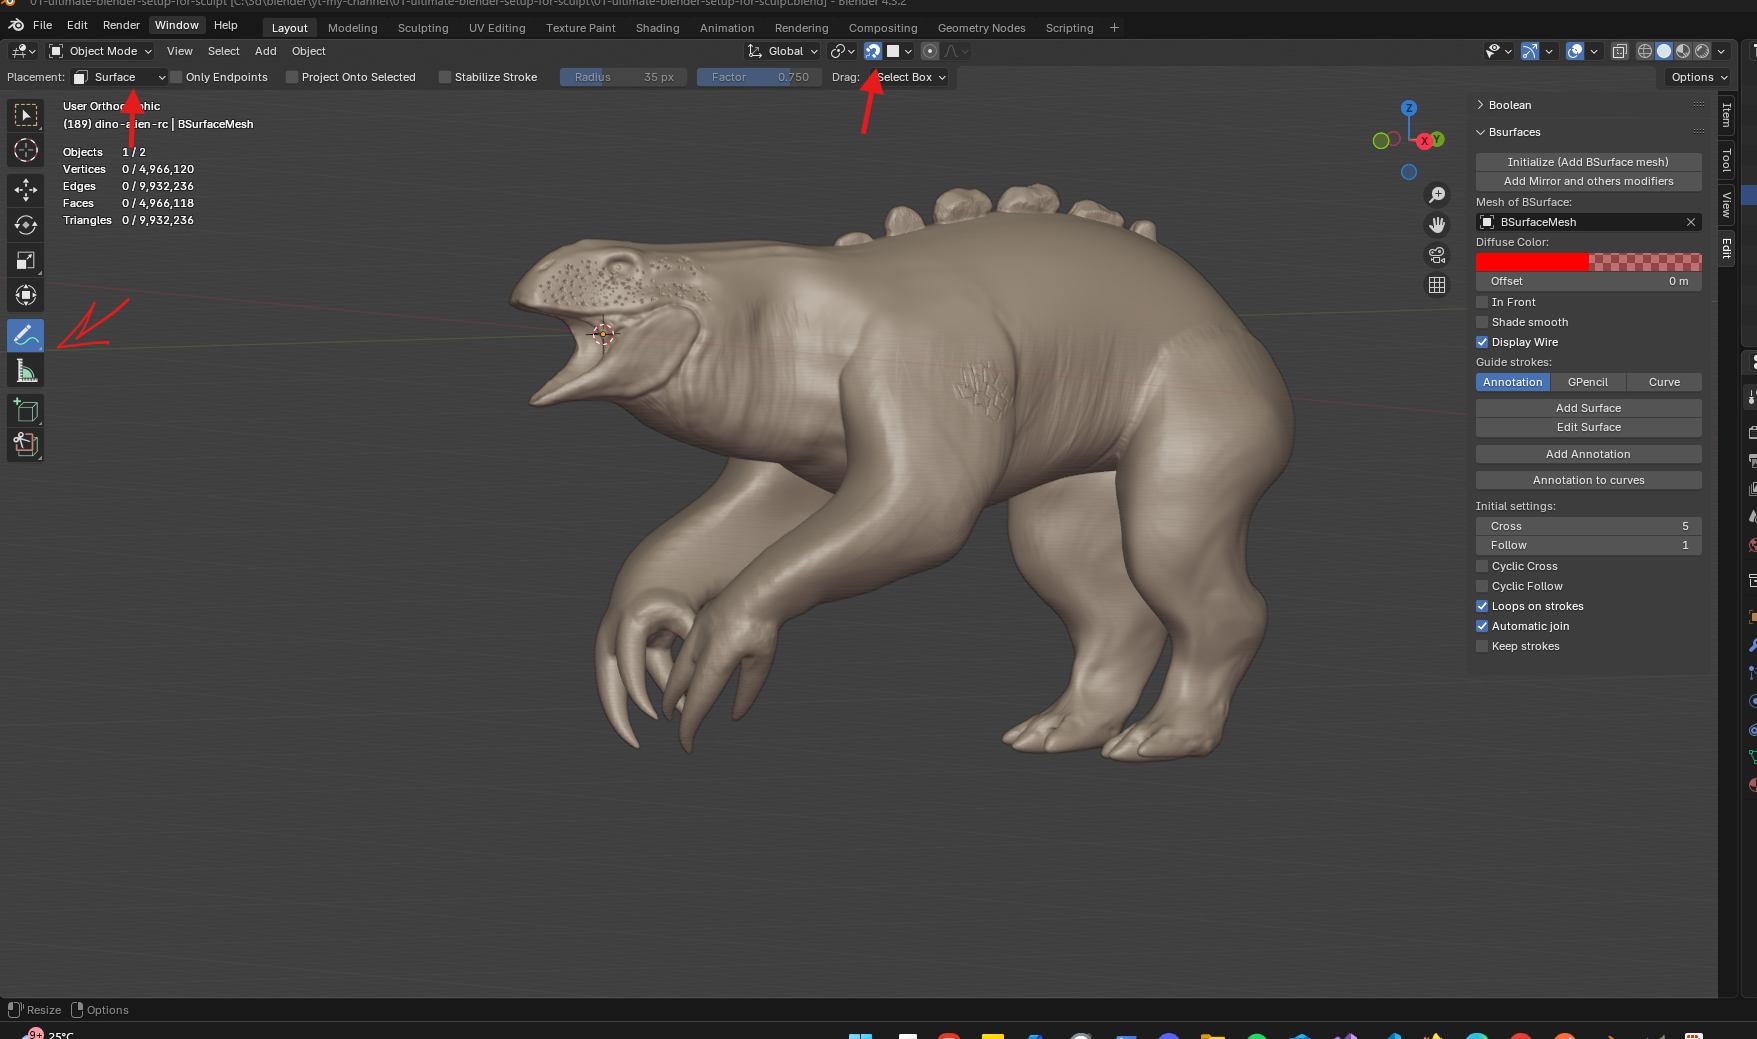 01-ultimate-blender-setup-for-sculpt [C:\3d\blender\yt-my-channel\01-ultimate-blender-setup-for-sculpt\01-ultimate-blender-setup-for-sculpt.blend] - Blender 4.3.2
File Edit Render Window Help Layout Modeling Sculpting UV Editing Texture Paint Shading Animation Rendering Compositing Geometry Nodes Scripting +
Object Mode View Select Add Object Global
Placement: Surface Only Endpoints Project Onto Selected Stabilize Stroke Radius 35 px Factor 0.750 Drag: Select Box Options
User Orthographic
(189) dino-alien-rc | BSurfaceMesh
Objects 1 / 2
Vertices 0 / 4,966,120
Edges 0 / 9,932,236
Faces 0 / 4,966,118
Triangles 0 / 9,932,236
Z
X
Y
Boolean
Bsurfaces
Initialize (Add BSurface mesh)
Add Mirror and others modifiers
Mesh of BSurface:
BSurfaceMesh
Diffuse Color:
Offset 0 m
In Front
Shade smooth
Display Wire
Guide strokes:
Annotation GPencil Curve
Add Surface
Edit Surface
Add Annotation
Annotation to curves
Initial settings:
Cross 5
Follow 1
Cyclic Cross
Cyclic Follow
Loops on strokes
Automatic join
Keep strokes
Item
Tool
View
Edit
Resize Options
9+ 25°C